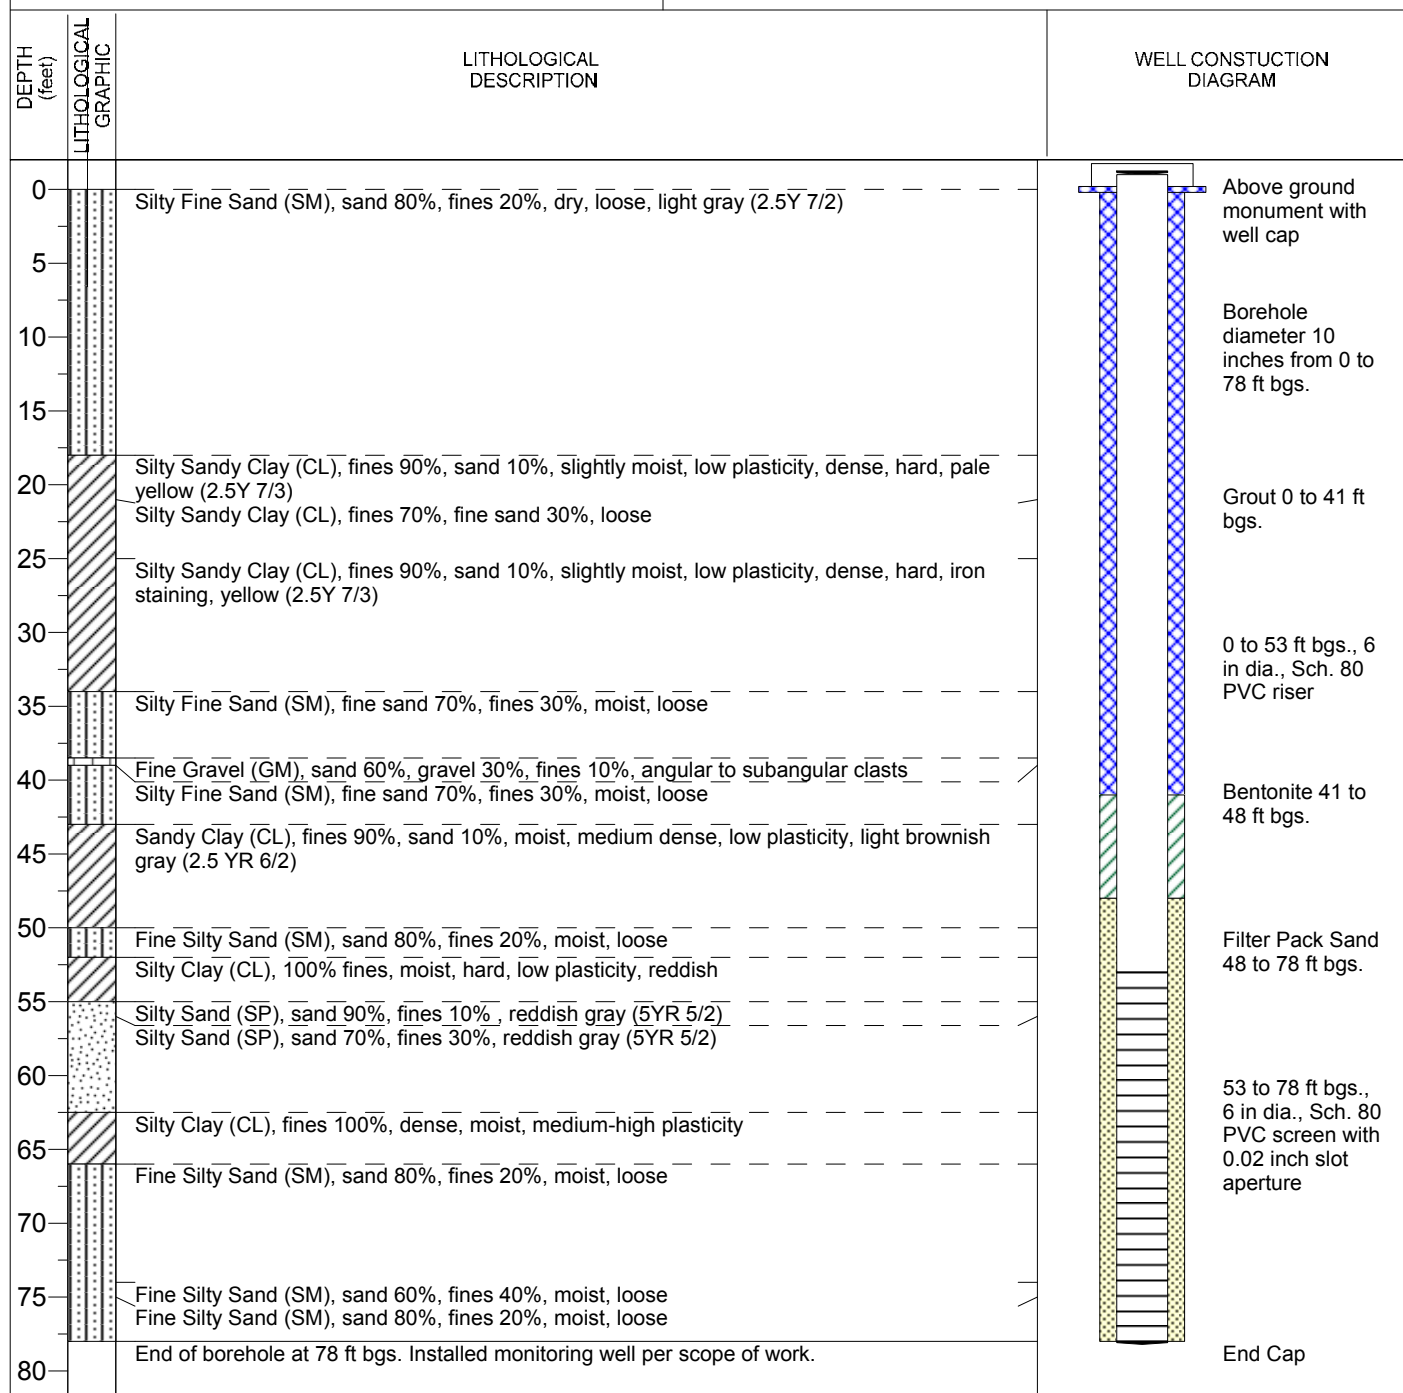 DEPTH
(feet)
LITHOLOGICAL
GRAPHIC
LITHOLOGICAL
DESCRIPTION
WELL CONSTUCTION
DIAGRAM
0
5
10
15
20
25
30
35
40
45
50
55
60
65
70
75
80
Silty Fine Sand (SM), sand 80%, fines 20%, dry, loose, light gray (2.5Y 7/2)
Silty Sandy Clay (CL), fines 90%, sand 10%, slightly moist, low plasticity, dense, hard, pale
yellow (2.5Y 7/3)
Silty Sandy Clay (CL), fines 70%, fine sand 30%, loose
Silty Sandy Clay (CL), fines 90%, sand 10%, slightly moist, low plasticity, dense, hard, iron
staining, yellow (2.5Y 7/3)
Silty Fine Sand (SM), fine sand 70%, fines 30%, moist, loose
Fine Gravel (GM), sand 60%, gravel 30%, fines 10%, angular to subangular clasts
Silty Fine Sand (SM), fine sand 70%, fines 30%, moist, loose
Sandy Clay (CL), fines 90%, sand 10%, moist, medium dense, low plasticity, light brownish
gray (2.5 YR 6/2)
Fine Silty Sand (SM), sand 80%, fines 20%, moist, loose
Silty Clay (CL), 100% fines, moist, hard, low plasticity, reddish
Silty Sand (SP), sand 90%, fines 10% , reddish gray (5YR 5/2)
Silty Sand (SP), sand 70%, fines 30%, reddish gray (5YR 5/2)
Silty Clay (CL), fines 100%, dense, moist, medium-high plasticity
Fine Silty Sand (SM), sand 80%, fines 20%, moist, loose
Fine Silty Sand (SM), sand 60%, fines 40%, moist, loose
Fine Silty Sand (SM), sand 80%, fines 20%, moist, loose
End of borehole at 78 ft bgs. Installed monitoring well per scope of work.
Above ground
monument with
well cap
Borehole
diameter 10
inches from 0 to
78 ft bgs.
Grout 0 to 41 ft
bgs.
0 to 53 ft bgs., 6
in dia., Sch. 80
PVC riser
Bentonite 41 to
48 ft bgs.
Filter Pack Sand
48 to 78 ft bgs.
53 to 78 ft bgs.,
6 in dia., Sch. 80
PVC screen with
0.02 inch slot
aperture
End Cap